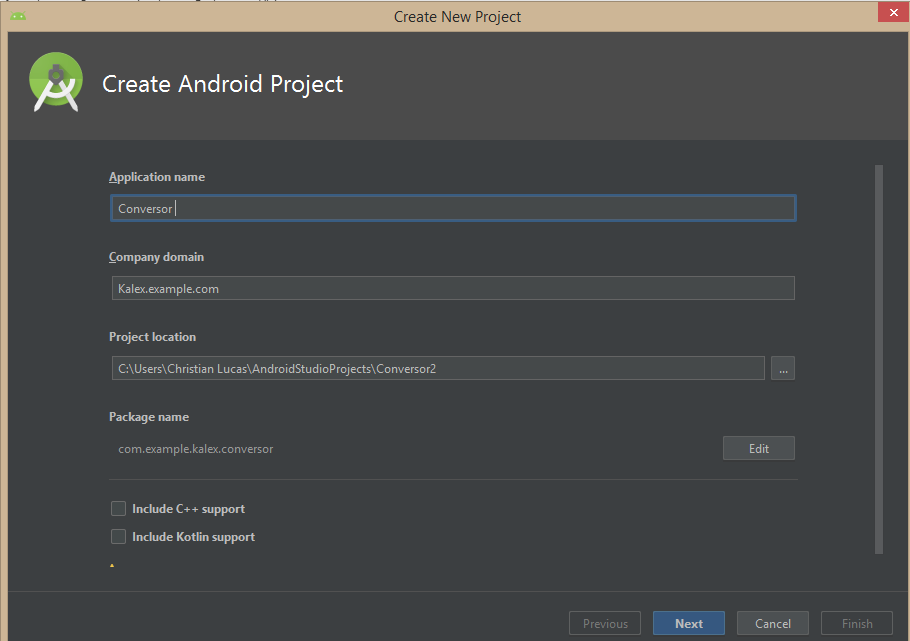 Create New Project
Create Android Project
Application name
Conversor
Company domain
Kalex.example.com
Project location
C:\Users\Christian Lucas\AndroidStudioProjects\Conversor2
...
Package name
com.example.kalex.conversor
Edit
Include C++ support
Include Kotlin support
Previous
Next
Cancel
Finish